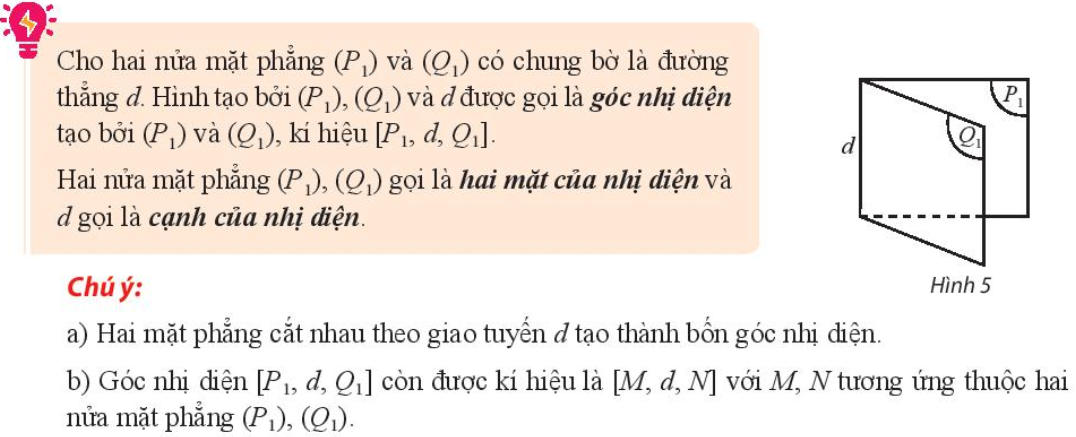 Cho hai nửa mặt phẳng (P₁) và (Q₁) có chung bờ là đường
thẳng d. Hình tạo bởi (P₁), (Q₁) và d được gọi là góc nhị diện
tạo bởi (P₁) và (Q₁), kí hiệu [P₁, d, Q₁].
Hai nửa mặt phẳng (P₁), (Q₁) gọi là hai mặt của nhị diện và
d gọi là cạnh của nhị diện.
P₁
Q₁
d
Hình 5
Chú ý:
a) Hai mặt phẳng cắt nhau theo giao tuyến d tạo thành bốn góc nhị diện.
b) Góc nhị diện [P₁, d, Q₁] còn được kí hiệu là [M, d, N] với M, N tương ứng thuộc hai
nửa mặt phẳng (P₁), (Q₁).